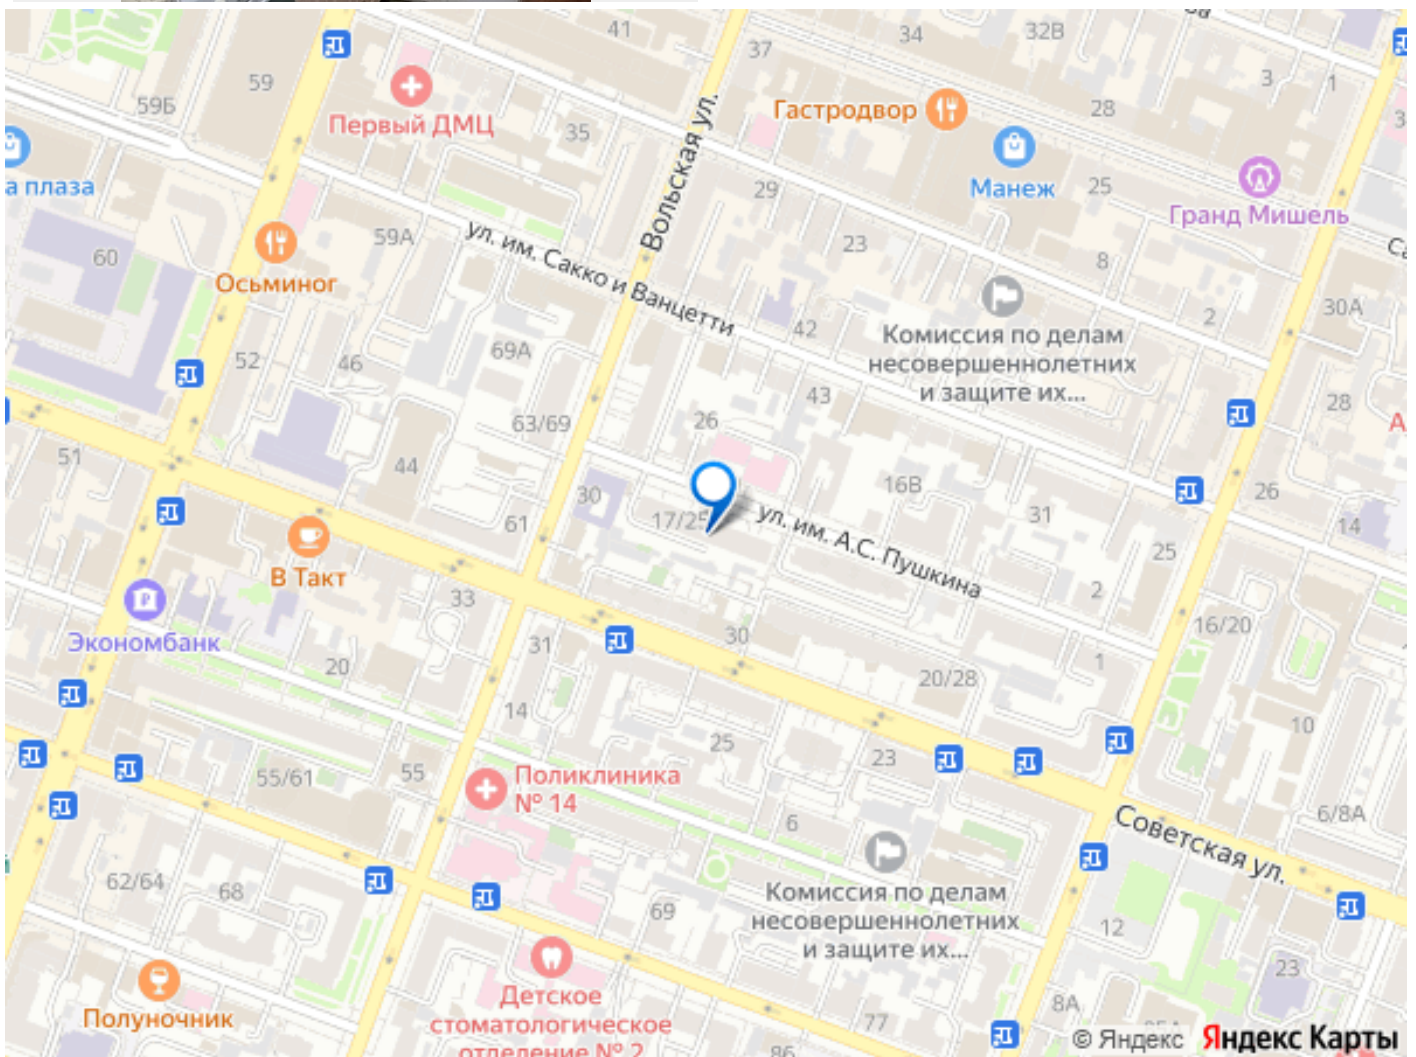 41
34
32В
37
59
3
1
59Б
28
Гастродвор
Первый ДМЦ
35
Вольская ул.
а плаза
29
Манеж
25
Гранд Мишель
59А
ул. им. Сакко и Ванцетти
23
60
8
Осьминог
30А
2
42
Комиссия по делам
несовершеннолетних
и защите их...
52
46
69А
43
28
63/69
26
А
51
44
16В
26
30
17/25
31
14
61
ул. им. А.С. Пушкина
25
В Такт
33
2
Экономбанк
16/20
31
30
20
1
20/28
14
10
25
23
55/61
55
Поликлиника
№ 14
6
6/8А
Советская ул.
62/64
68
Комиссия по делам
несовершеннолетних
и защите их...
69
12
23
Детское
стоматологическое
отделение № 2
Полуночник
8А
77
86
© Яндекс Яндекс Карты